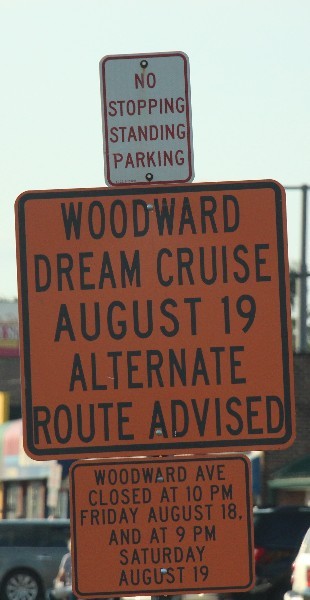 NO
STOPPING
STANDING
PARKING
WOODWARD
DREAM CRUISE
AUGUST 19
ALTERNATE
ROUTE ADVISED
WOODWARD AVE
CLOSED AT 10 PM
FRIDAY AUGUST 18,
AND AT 9 PM
SATURDAY
AUGUST 19